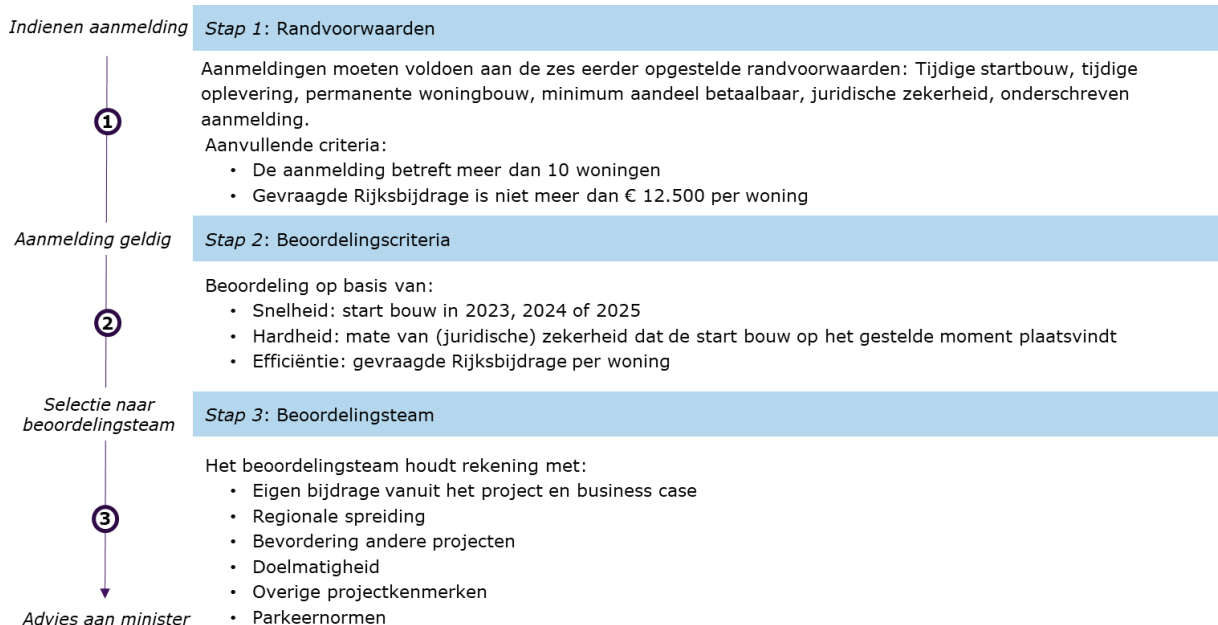 Indienen aanmelding
Stap 1: Randvoorwaarden
Aanmeldingen moeten voldoen aan de zes eerder opgestelde randvoorwaarden: Tijdige startbouw, tijdige
oplevering, permanente woningbouw, minimum aandeel betaalbaar, juridische zekerheid, onderschreven
aanmelding.
1
Aanvullende criteria:
• De aanmelding betreft meer dan 10 woningen
• Gevraagde Rijksbijdrage is niet meer dan € 12.500 per woning
Aanmelding geldig
Stap 2: Beoordelingscriteria
Beoordeling op basis van:
• Snelheid: start bouw in 2023, 2024 of 2025
2
• Hardheid: mate van (juridische) zekerheid dat de start bouw op het gestelde moment plaatsvindt
• Efficiëntie: gevraagde Rijksbijdrage per woning
Selectie naar
beoordelingsteam
Stap 3: Beoordelingsteam
Het beoordelingsteam houdt rekening met:
• Eigen bijdrage vanuit het project en business case
3
• Regionale spreiding
• Bevordering andere projecten
• Doelmatigheid
• Overige projectkenmerken
Advies aan minister
• Parkeernormen